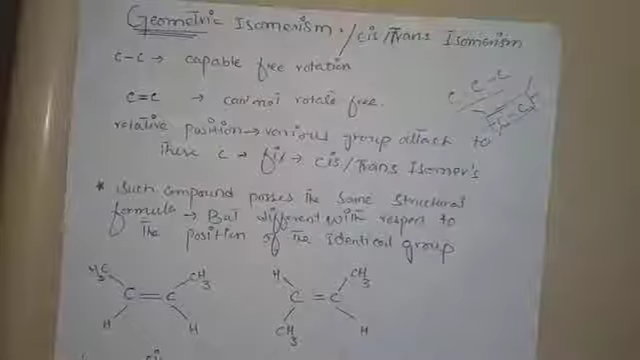 Geometric Isomerism. / cis/Trans Isomerism
C-C → capable free rotation
C=C → can not rotate free.
relative position → various group attach to
these C → fix → cis/Trans Isomer's
* Such compound posses the same structural
formula → But different with respect to
the position of the identical group
H3C CH3 H CH3
C = C C = C
H H CH3 H